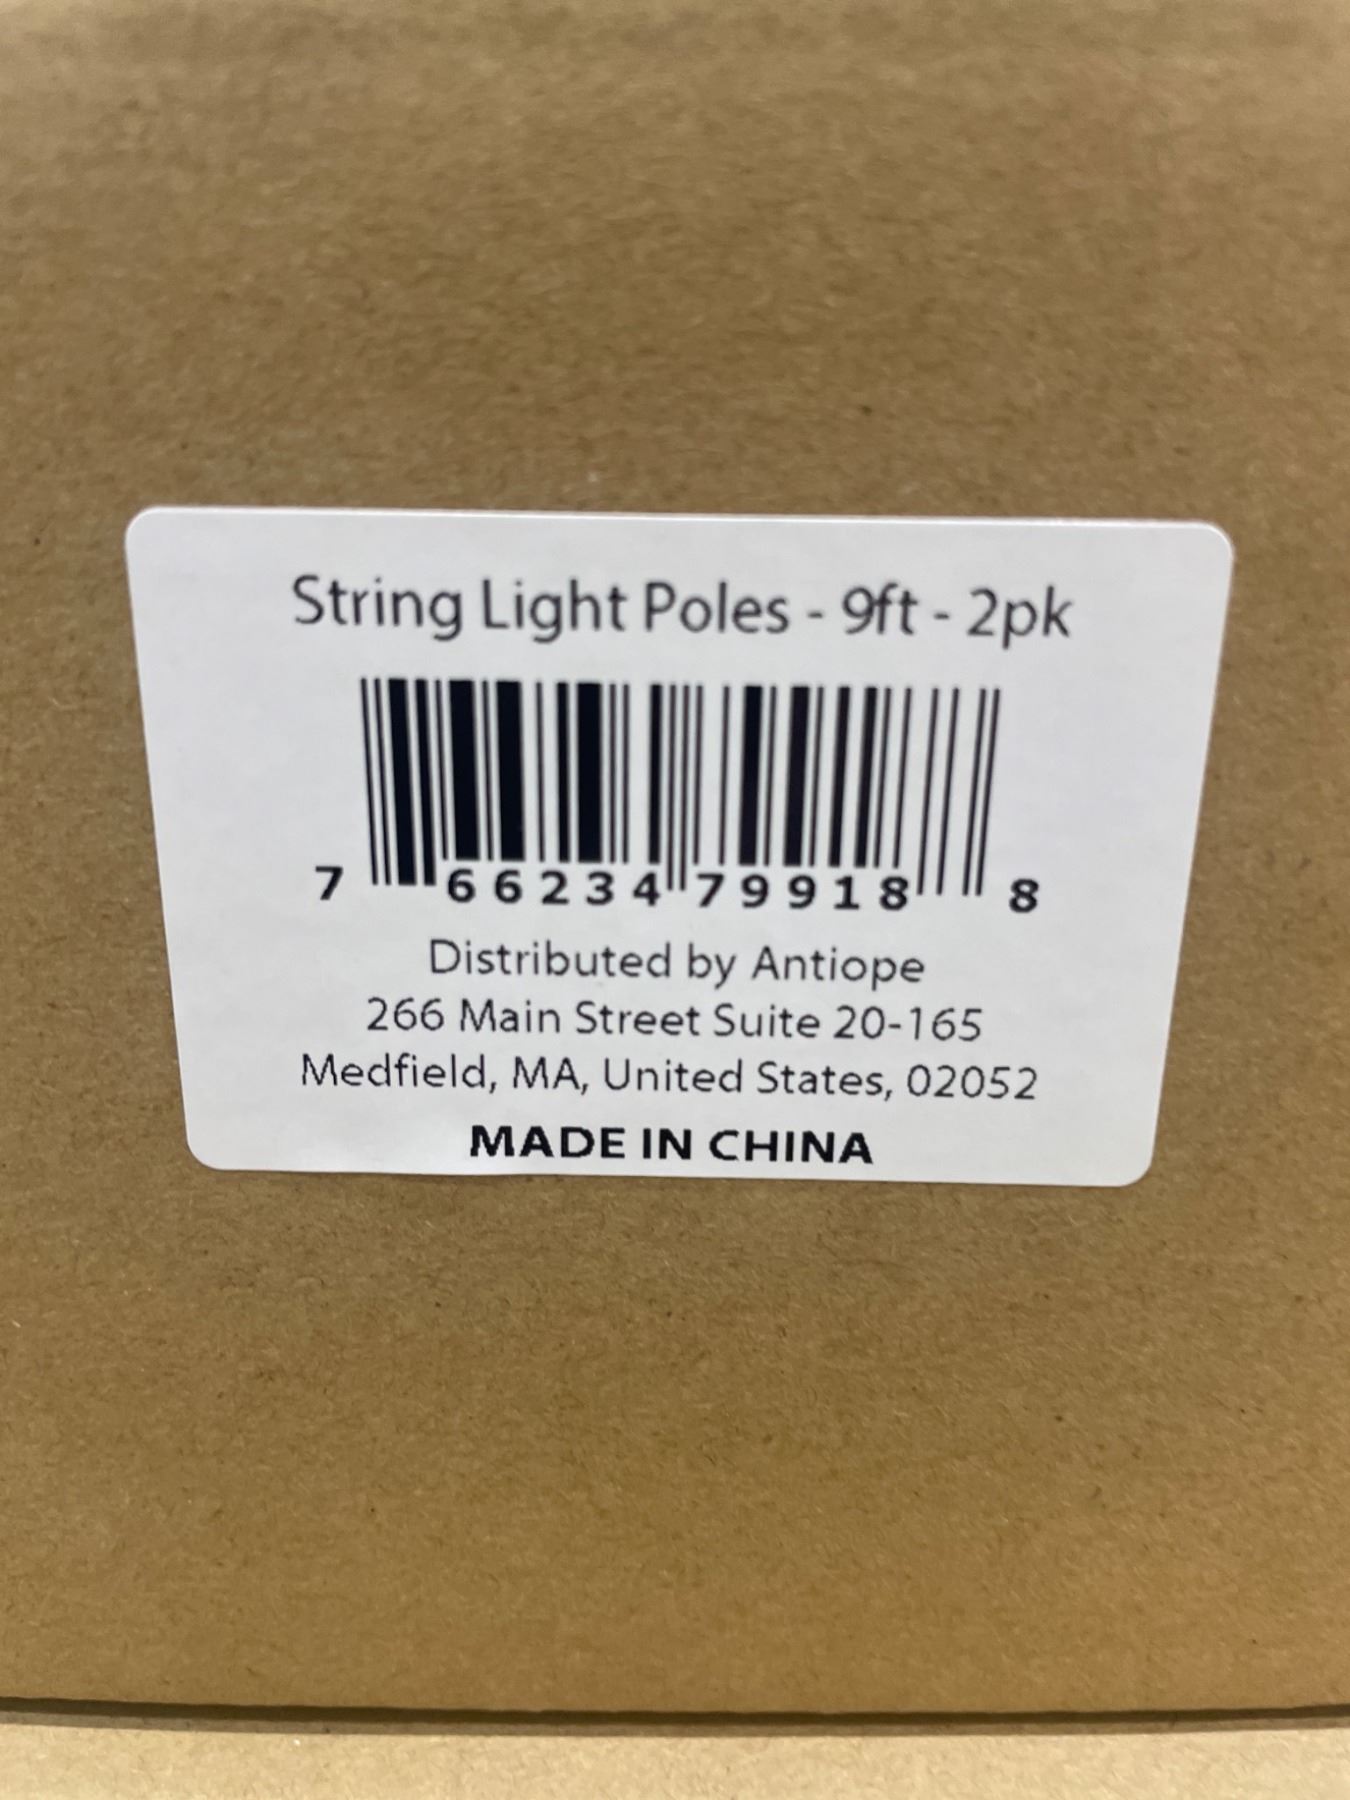 String Light Poles - 9ft - 2pk
7 66234 79918 8
Distributed by Antiope
266 Main Street Suite 20-165
Medfield, MA, United States, 02052
MADE IN CHINA